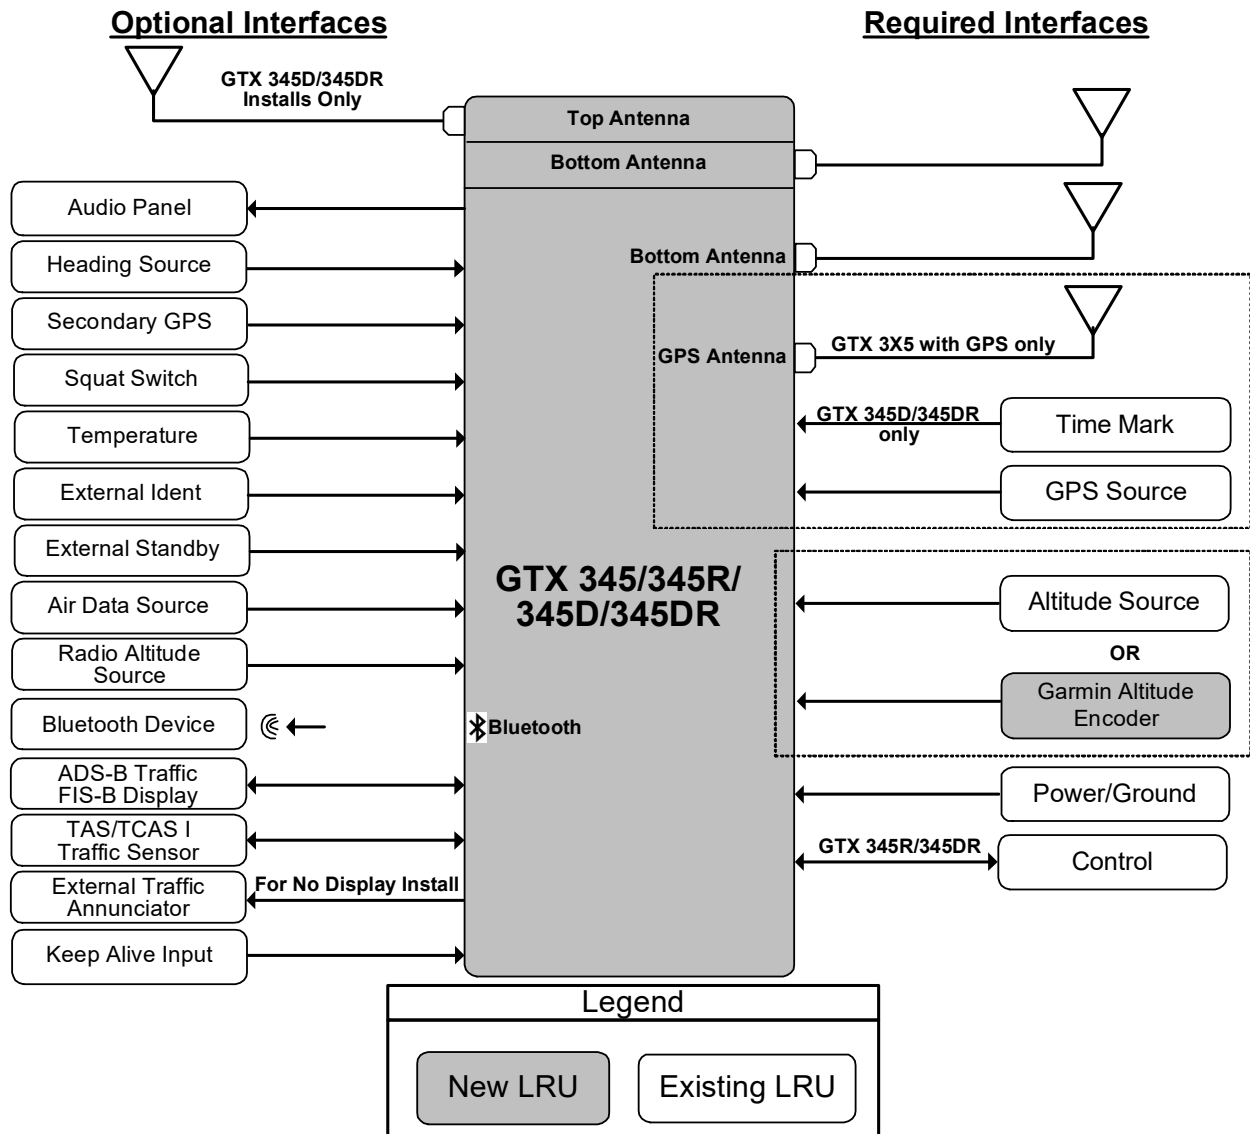 Optional Interfaces
Required Interfaces
GTX 345D/345DR
Installs Only
Top Antenna
Bottom Antenna
Audio Panel
Heading Source
Secondary GPS
Squat Switch
Temperature
External Ident
External Standby
Air Data Source
Radio Altitude
Source
Bluetooth Device
ADS-B Traffic
FIS-B Display
TAS/TCAS I
Traffic Sensor
External Traffic
Annunciator
For No Display Install
Keep Alive Input
GTX 345/345R/
345D/345DR
Bluetooth
Bottom Antenna
GPS Antenna
GTX 3X5 with GPS only
GTX 345D/345DR
only
Time Mark
GPS Source
Altitude Source
OR
Garmin Altitude
Encoder
Power/Ground
GTX 345R/345DR
Control
Legend
New LRU
Existing LRU